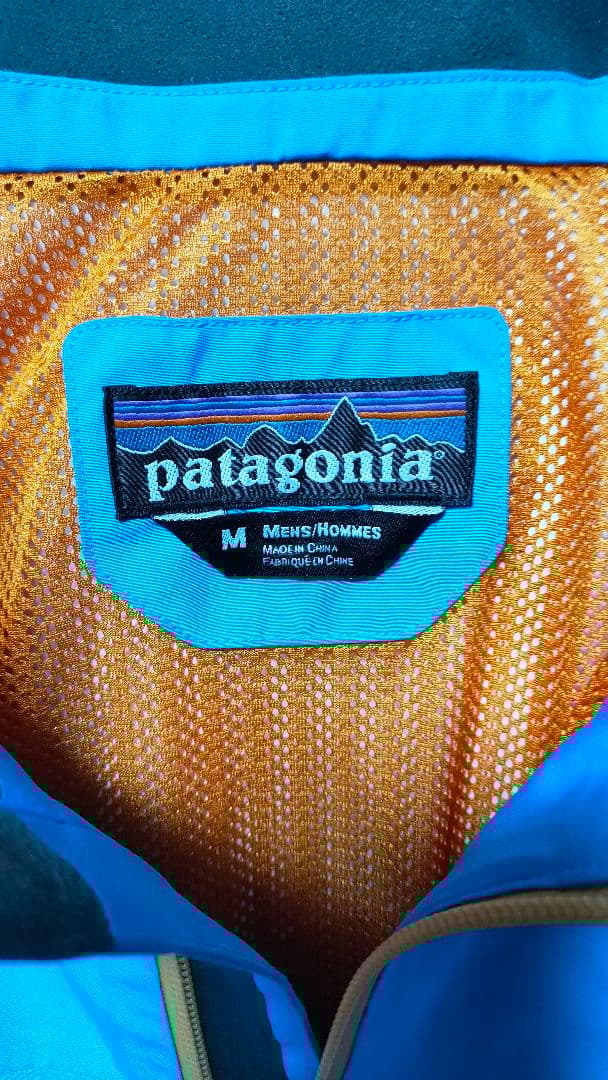 patagonia®
M MENS/HOMMES
MADE IN CHINA
FABRIQUÉ EN CHINE